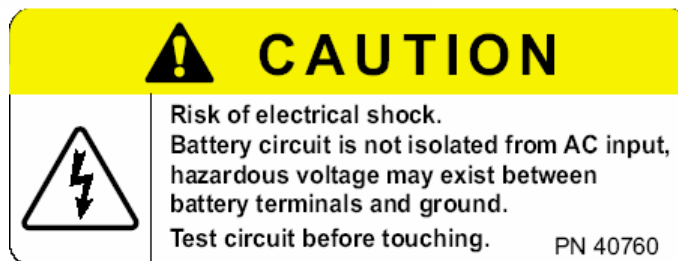 CAUTION
Risk of electrical shock.
Battery circuit is not isolated from AC input,
hazardous voltage may exist between
battery terminals and ground.
Test circuit before touching.
PN 40760